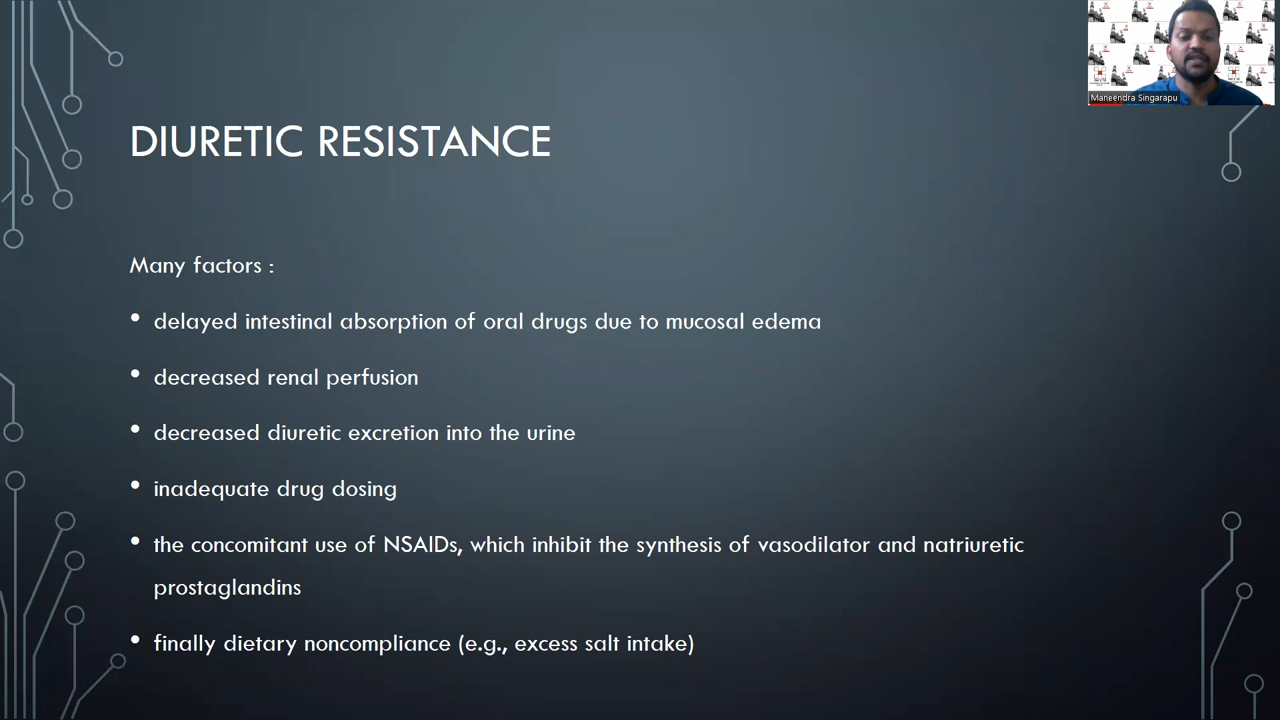 Maneendra Singarapu
DIURETIC RESISTANCE
Many factors :
• delayed intestinal absorption of oral drugs due to mucosal edema
• decreased renal perfusion
• decreased diuretic excretion into the urine
• inadequate drug dosing
• the concomitant use of NSAIDs, which inhibit the synthesis of vasodilator and natriuretic
prostaglandins
• finally dietary noncompliance (e.g., excess salt intake)